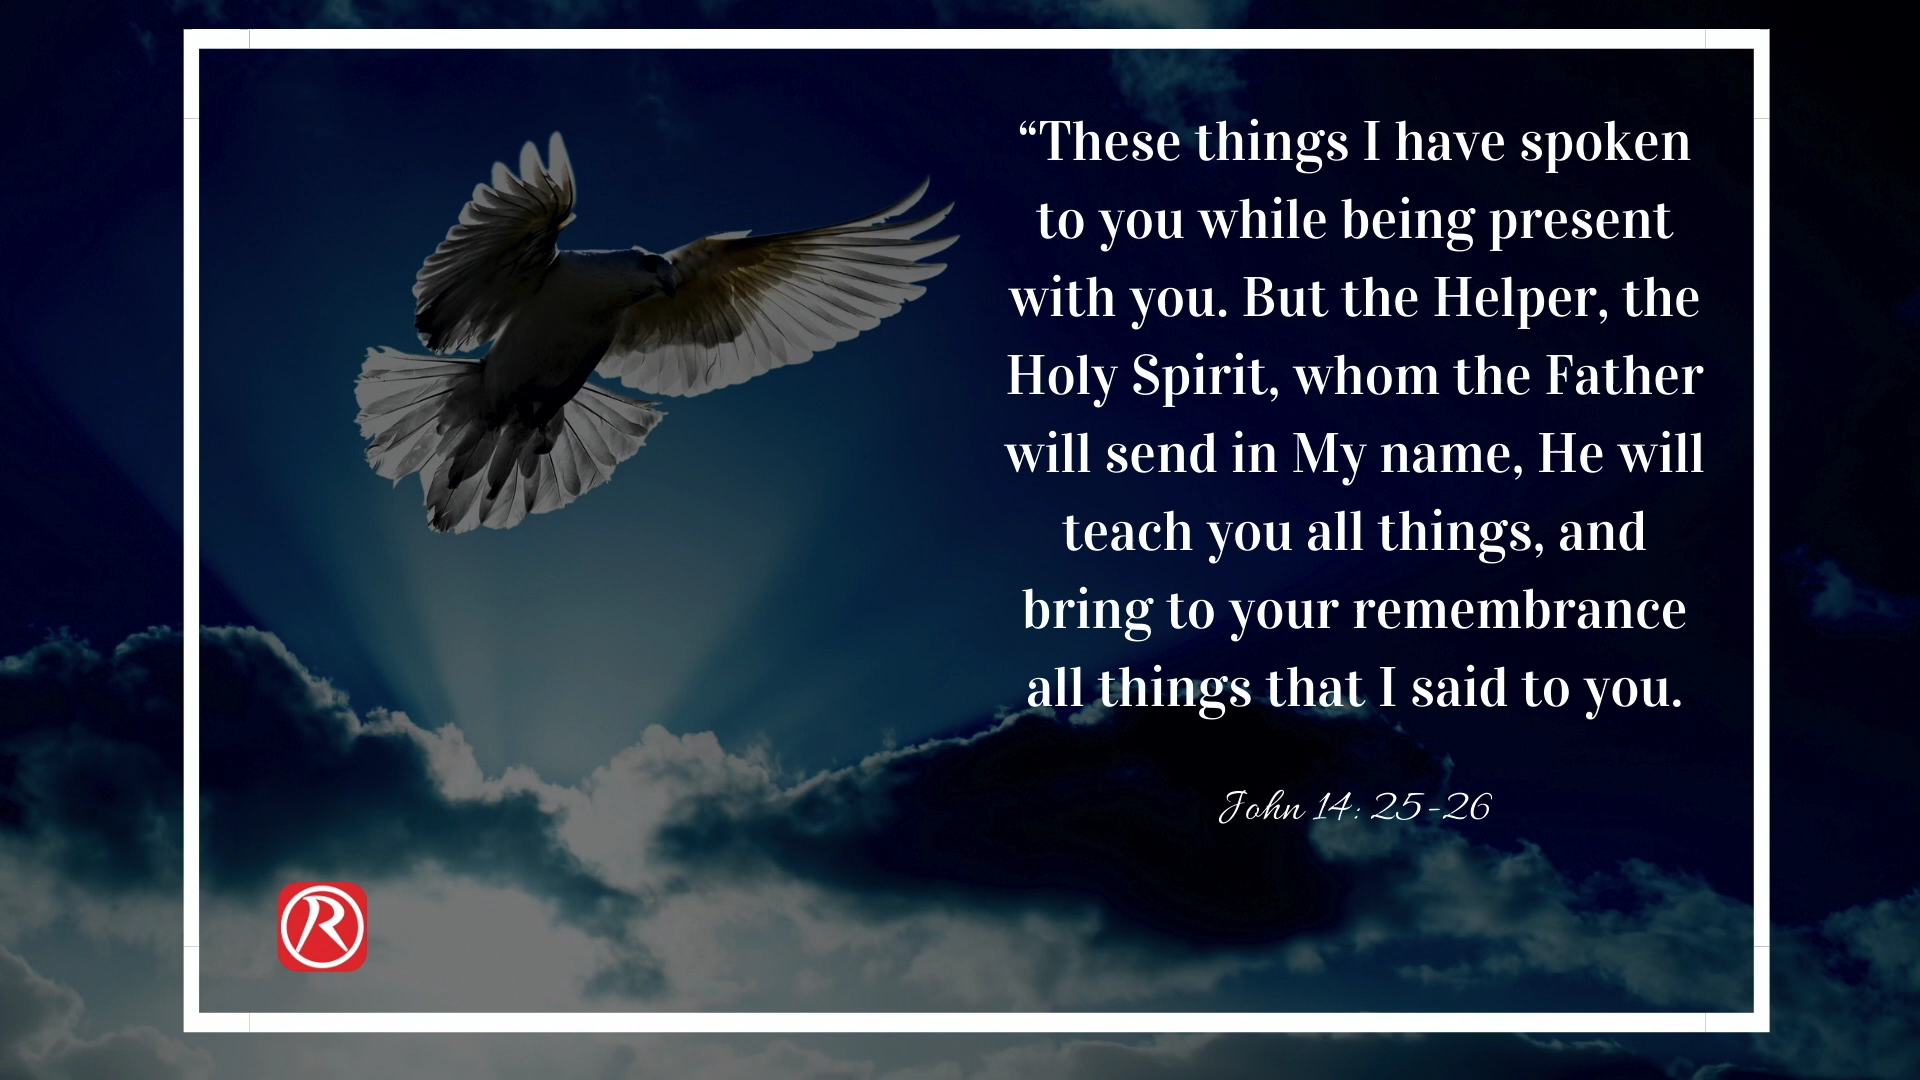 “These things I have spoken
to you while being present
with you. But the Helper, the
Holy Spirit, whom the Father
will send in My name, He will
teach you all things, and
bring to your remembrance
all things that I said to you.
John 14: 25-26
R